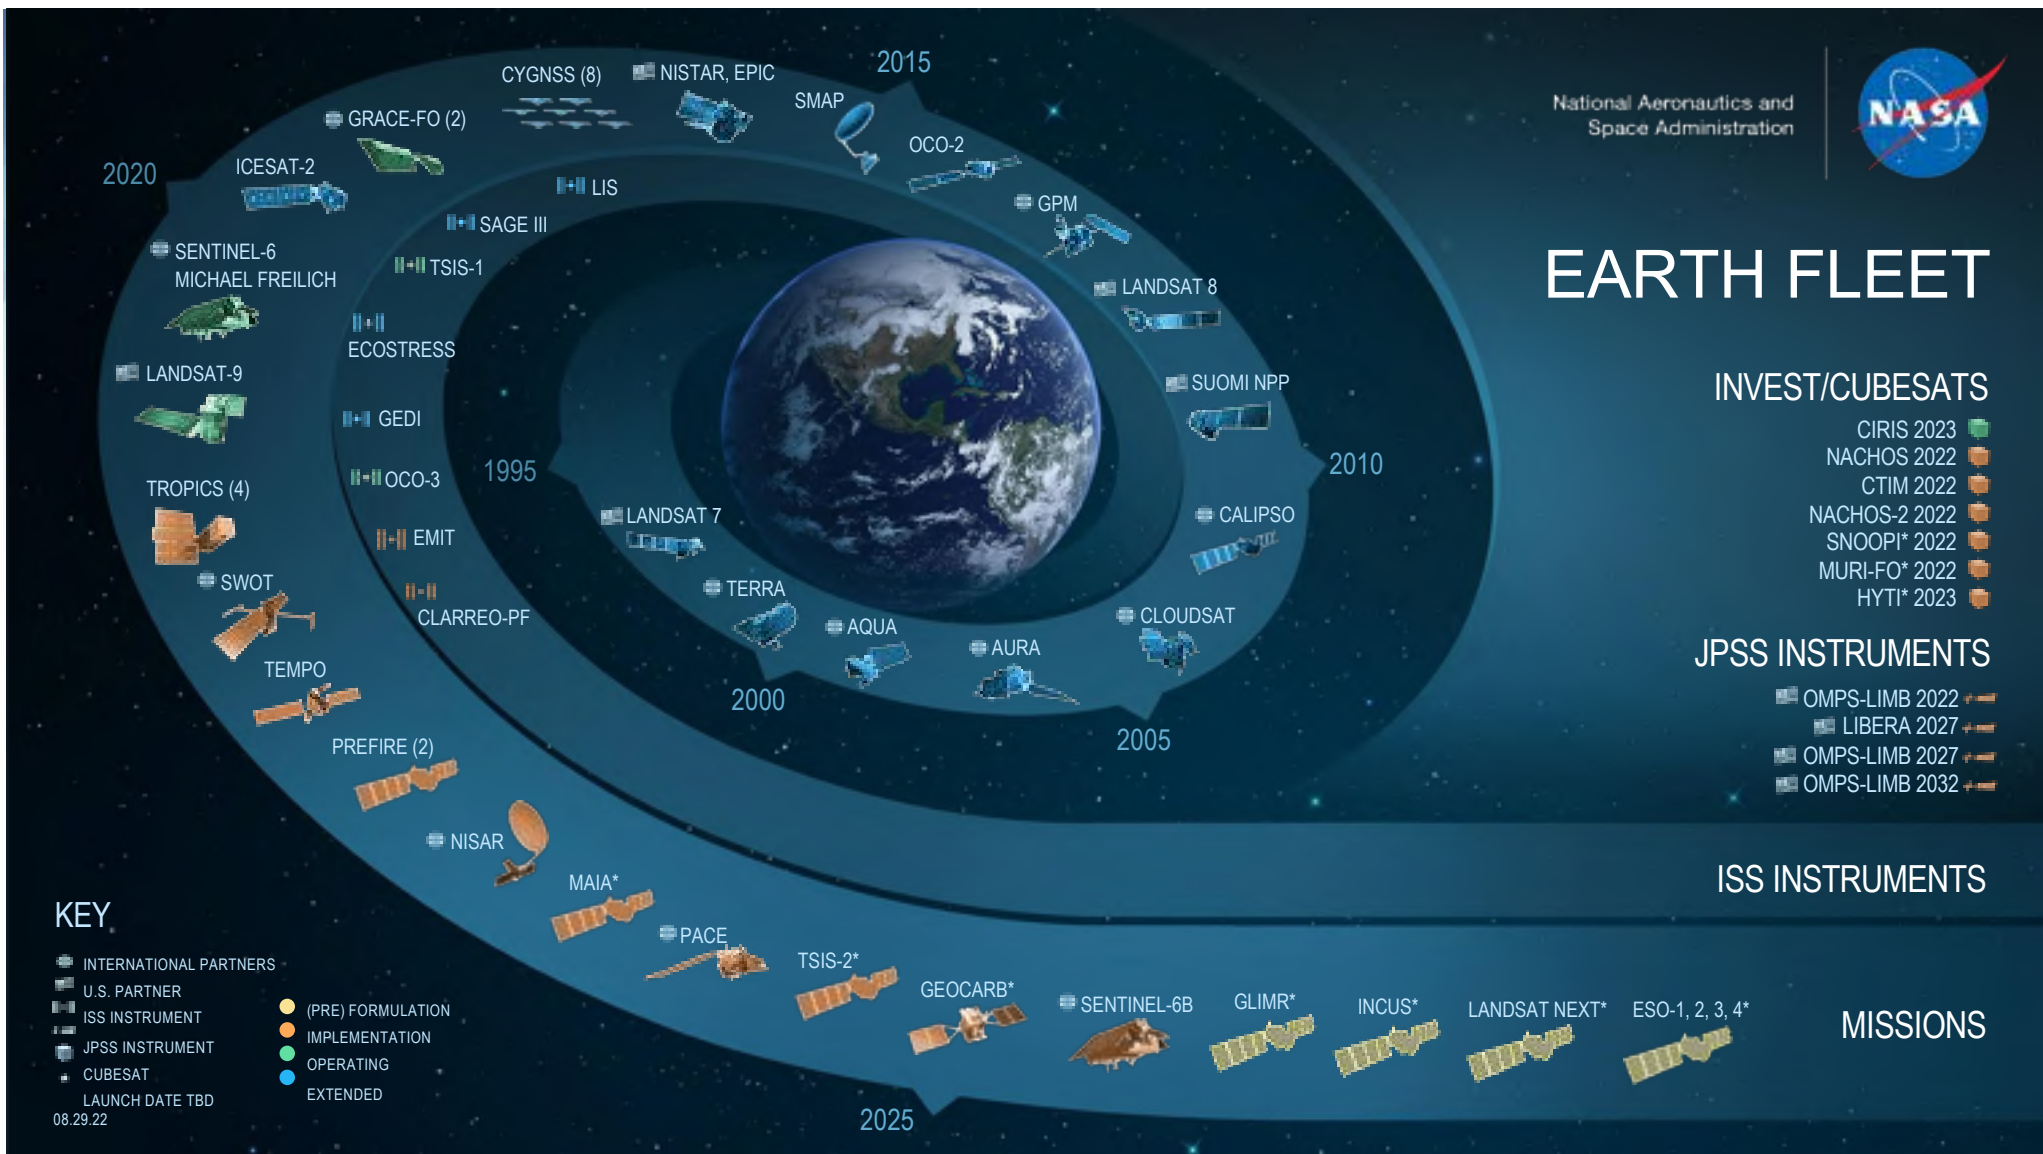 National Aeronautics and
Space Administration
NASA
EARTH FLEET
2015
CYGNSS (8)
NISTAR, EPIC
SMAP
GRACE-FO (2)
OCO-2
2020
ICESAT-2
LIS
GPM
SAGE III
SENTINEL-6
MICHAEL FREILICH
TSIS-1
LANDSAT 8
ECOSTRESS
LANDSAT-9
SUOMI NPP
GEDI
1995
2010
OCO-3
TROPICS (4)
LANDSAT 7
CALIPSO
EMIT
SWOT
TERRA
CLARREO-PF
AQUA
CLOUDSAT
AURA
TEMPO
2000
2005
PREFIRE (2)
NISAR
MAIA*
PACE
TSIS-2*
GEOCARB*
SENTINEL-6B
GLIMR*
INCUS*
LANDSAT NEXT*
ESO-1, 2, 3, 4*
2025
INVEST/CUBESATS
CIRIS 2023
NACHOS 2022
CTIM 2022
NACHOS-2 2022
SNOOPI* 2022
MURI-FO* 2022
HYTI* 2023
JPSS INSTRUMENTS
OMPS-LIMB 2022
LIBERA 2027
OMPS-LIMB 2027
OMPS-LIMB 2032
ISS INSTRUMENTS
MISSIONS
KEY
INTERNATIONAL PARTNERS
U.S. PARTNER
ISS INSTRUMENT
JPSS INSTRUMENT
CUBESAT
LAUNCH DATE TBD
08.29.22
(PRE) FORMULATION
IMPLEMENTATION
OPERATING
EXTENDED